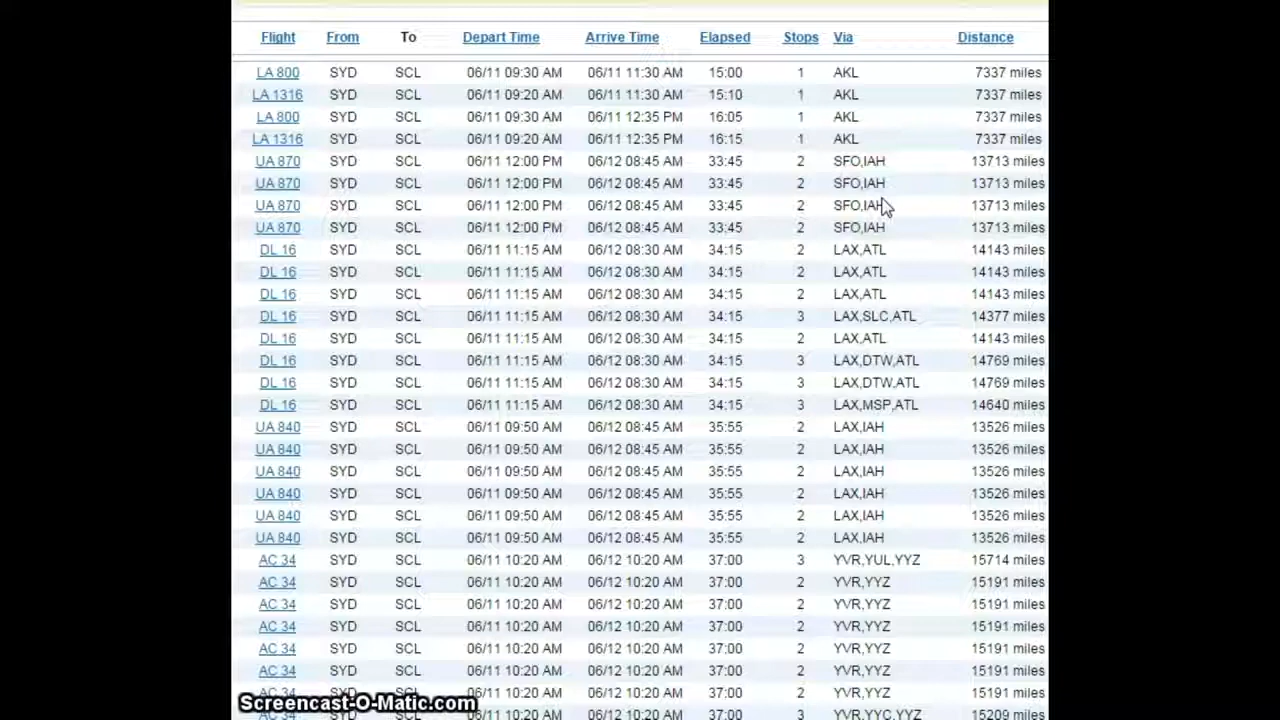 Flight From To Depart Time Arrive Time Elapsed Stops Via Distance
LA 800 SYD SCL 06/11 09:30 AM 06/11 11:30 AM 15:00 1 AKL 7337 miles
LA 1316 SYD SCL 06/11 09:20 AM 06/11 11:30 AM 15:10 1 AKL 7337 miles
LA 800 SYD SCL 06/11 09:30 AM 06/11 12:35 PM 16:05 1 AKL 7337 miles
LA 1316 SYD SCL 06/11 09:20 AM 06/11 12:35 PM 16:15 1 AKL 7337 miles
UA 870 SYD SCL 06/11 12:00 PM 06/12 08:45 AM 33:45 2 SFO,IAH 13713 miles
UA 870 SYD SCL 06/11 12:00 PM 06/12 08:45 AM 33:45 2 SFO,IAH 13713 miles
UA 870 SYD SCL 06/11 12:00 PM 06/12 08:45 AM 33:45 2 SFO,IAH 13713 miles
UA 870 SYD SCL 06/11 12:00 PM 06/12 08:45 AM 33:45 2 SFO,IAH 13713 miles
DL 16 SYD SCL 06/11 11:15 AM 06/12 08:30 AM 34:15 2 LAX,ATL 14143 miles
DL 16 SYD SCL 06/11 11:15 AM 06/12 08:30 AM 34:15 2 LAX,ATL 14143 miles
DL 16 SYD SCL 06/11 11:15 AM 06/12 08:30 AM 34:15 2 LAX,ATL 14143 miles
DL 16 SYD SCL 06/11 11:15 AM 06/12 08:30 AM 34:15 3 LAX,SLC,ATL 14377 miles
DL 16 SYD SCL 06/11 11:15 AM 06/12 08:30 AM 34:15 2 LAX,ATL 14143 miles
DL 16 SYD SCL 06/11 11:15 AM 06/12 08:30 AM 34:15 3 LAX,DTW,ATL 14769 miles
DL 16 SYD SCL 06/11 11:15 AM 06/12 08:30 AM 34:15 3 LAX,DTW,ATL 14769 miles
DL 16 SYD SCL 06/11 11:15 AM 06/12 08:30 AM 34:15 3 LAX,MSP,ATL 14640 miles
UA 840 SYD SCL 06/11 09:50 AM 06/12 08:45 AM 35:55 2 LAX,IAH 13526 miles
UA 840 SYD SCL 06/11 09:50 AM 06/12 08:45 AM 35:55 2 LAX,IAH 13526 miles
UA 840 SYD SCL 06/11 09:50 AM 06/12 08:45 AM 35:55 2 LAX,IAH 13526 miles
UA 840 SYD SCL 06/11 09:50 AM 06/12 08:45 AM 35:55 2 LAX,IAH 13526 miles
UA 840 SYD SCL 06/11 09:50 AM 06/12 08:45 AM 35:55 2 LAX,IAH 13526 miles
UA 840 SYD SCL 06/11 09:50 AM 06/12 08:45 AM 35:55 2 LAX,IAH 13526 miles
AC 34 SYD SCL 06/11 10:20 AM 06/12 10:20 AM 37:00 3 YVR,YUL,YYZ 15714 miles
AC 34 SYD SCL 06/11 10:20 AM 06/12 10:20 AM 37:00 2 YVR,YYZ 15191 miles
AC 34 SYD SCL 06/11 10:20 AM 06/12 10:20 AM 37:00 2 YVR,YYZ 15191 miles
AC 34 SYD SCL 06/11 10:20 AM 06/12 10:20 AM 37:00 2 YVR,YYZ 15191 miles
AC 34 SYD SCL 06/11 10:20 AM 06/12 10:20 AM 37:00 2 YVR,YYZ 15191 miles
AC 34 SYD SCL 06/11 10:20 AM 06/12 10:20 AM 37:00 2 YVR,YYZ 15191 miles
AC 34 SYD SCL 06/11 10:20 AM 06/12 10:20 AM 37:00 2 YVR,YYZ 15191 miles
Screencast-O-Matic.com
AC 34 06/11 10:20 AM 06/12 10:20 AM 37:00 3 YVR,YYC,YYZ 15209 miles